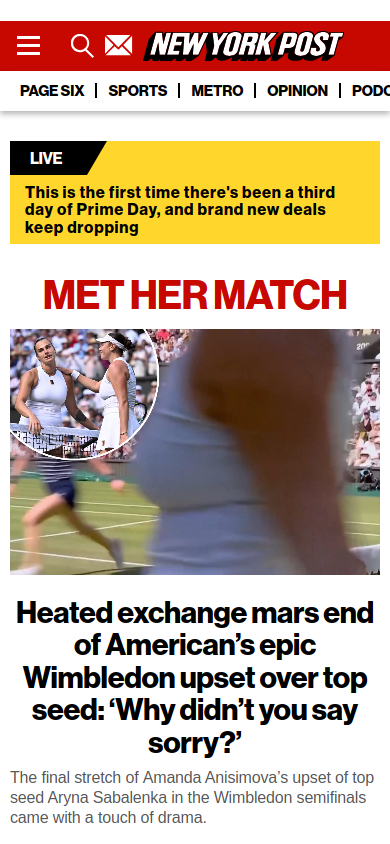 NEW YORK POST
PAGE SIX | SPORTS | METRO | OPINION | PODC
LIVE
This is the first time there's been a third
day of Prime Day, and brand new deals
keep dropping
MET HER MATCH
Heated exchange mars end
of American’s epic
Wimbledon upset over top
seed: ‘Why didn’t you say
sorry?’
The final stretch of Amanda Anisimova’s upset of top
seed Aryna Sabalenka in the Wimbledon semifinals
came with a touch of drama.